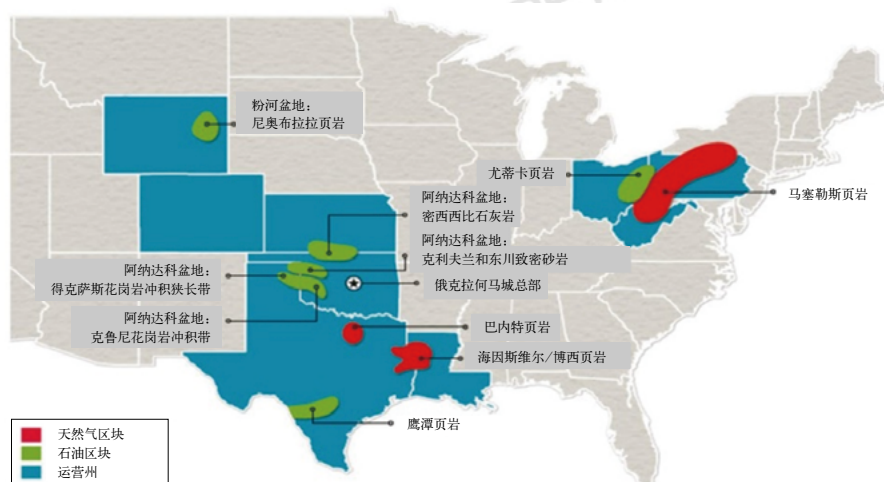 粉河盆地：
尼奥布拉拉页岩
尤蒂卡页岩
马塞勒斯页岩
阿纳达科盆地：
密西西比石灰岩
阿纳达科盆地：
克利夫兰和东川致密砂岩
阿纳达科盆地：
得克萨斯花岗岩冲积狭长带
俄克拉何马城总部
阿纳达科盆地：
克鲁尼花岗岩冲积带
巴内特页岩
海因斯维尔/博西页岩
鹰潭页岩
天然气区块
石油区块
运营州